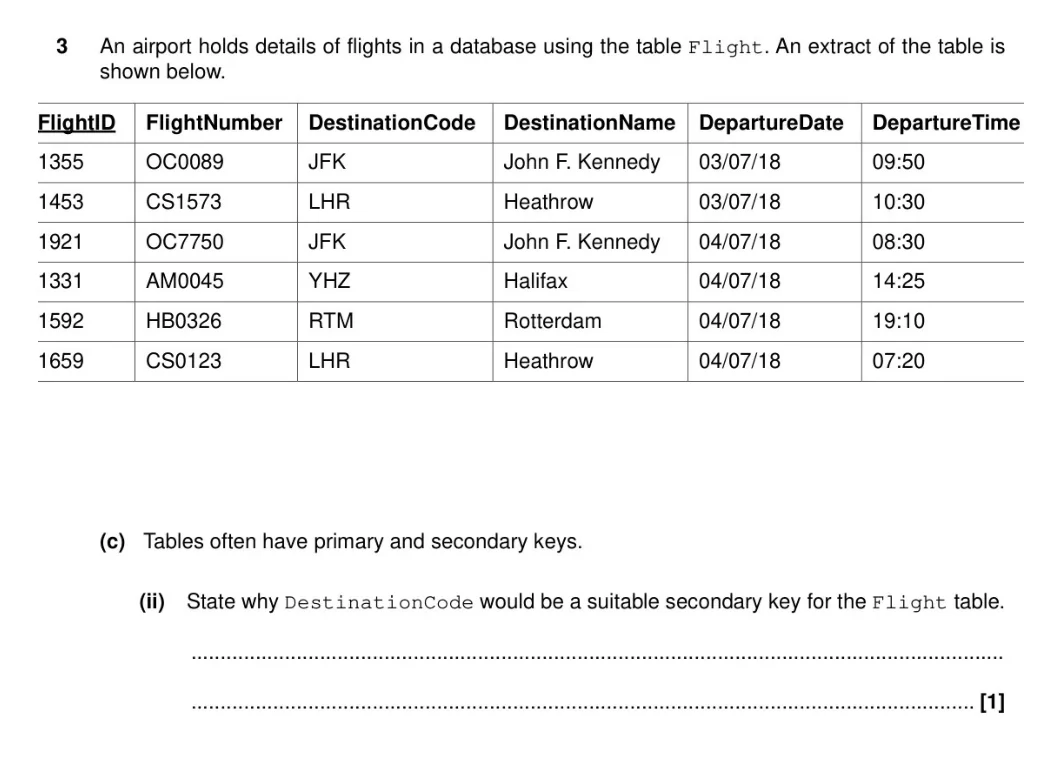 3 An airport holds details of flights in a database using the table Flight. An extract of the table is
shown below.
FlightID FlightNumber DestinationCode DestinationName DepartureDate DepartureTime
1355 OC0089 JFK John F. Kennedy 03/07/18 09:50
1453 CS1573 LHR Heathrow 03/07/18 10:30
1921 OC7750 JFK John F. Kennedy 04/07/18 08:30
1331 AM0045 YHZ Halifax 04/07/18 14:25
1592 HB0326 RTM Rotterdam 04/07/18 19:10
1659 CS0123 LHR Heathrow 04/07/18 07:20
(c) Tables often have primary and secondary keys.
(ii) State why DestinationCode would be a suitable secondary key for the Flight table.
[1]